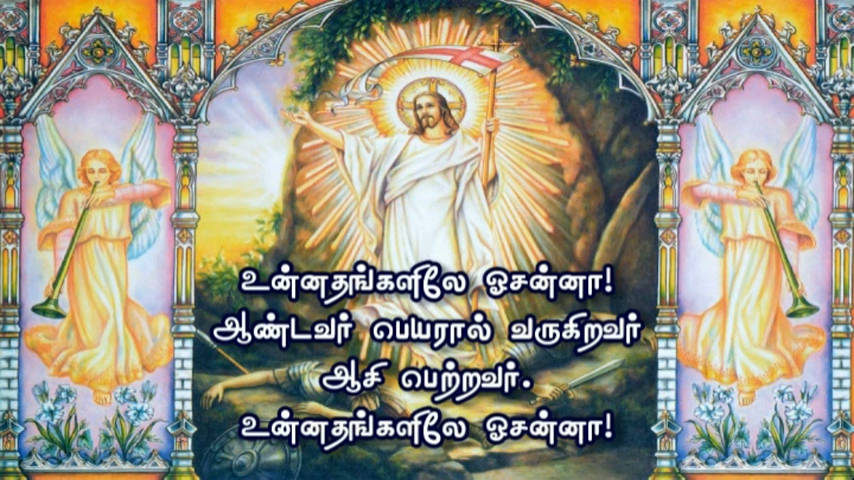 உன்னதங்களிலே ஓசன்னா!
ஆண்டவர் பெயரால் வருகிறவர்
ஆசி பெற்றவர்.
உன்னதங்களிலே ஓசன்னா!